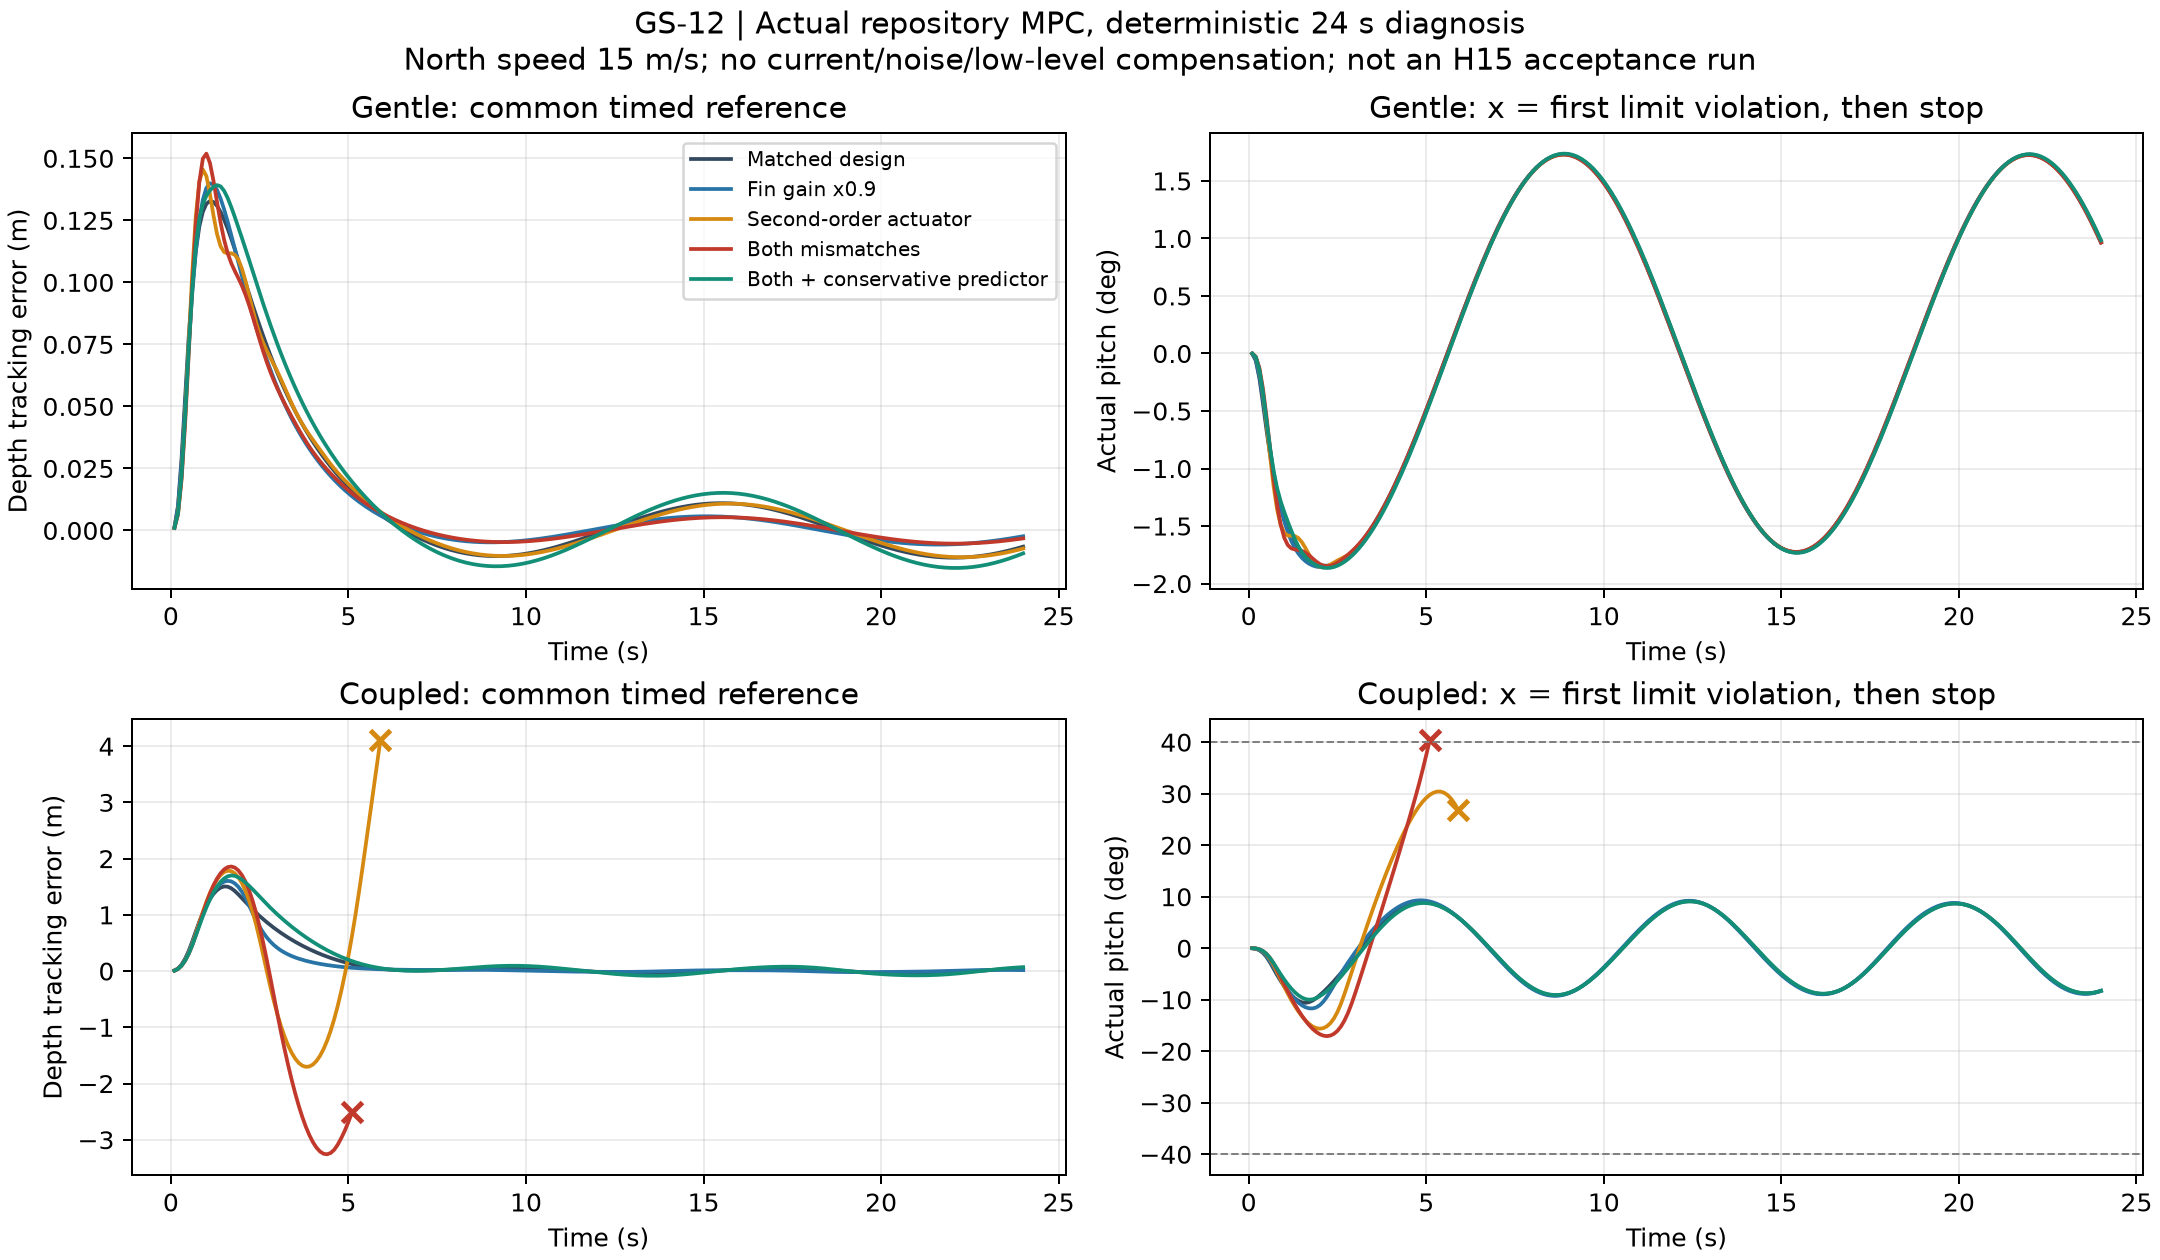 GS-12 | Actual repository MPC, deterministic 24 s diagnosis
North speed 15 m/s; no current/noise/low-level compensation; not an H15 acceptance run
Gentle: common timed reference
Depth tracking error (m)
0.150
0.125
0.100
0.075
0.050
0.025
0.000
Matched design
Fin gain x0.9
Second-order actuator
Both mismatches
Both + conservative predictor
0 5 10 15 20 25
Time (s)
Gentle: x = first limit violation, then stop
Actual pitch (deg)
1.5
1.0
0.5
0.0
−0.5
−1.0
−1.5
−2.0
0 5 10 15 20 25
Time (s)
Coupled: common timed reference
Depth tracking error (m)
4
3
2
1
0
−1
−2
−3
0 5 10 15 20 25
Time (s)
Coupled: x = first limit violation, then stop
Actual pitch (deg)
40
30
20
10
0
−10
−20
−30
−40
0 5 10 15 20 25
Time (s)